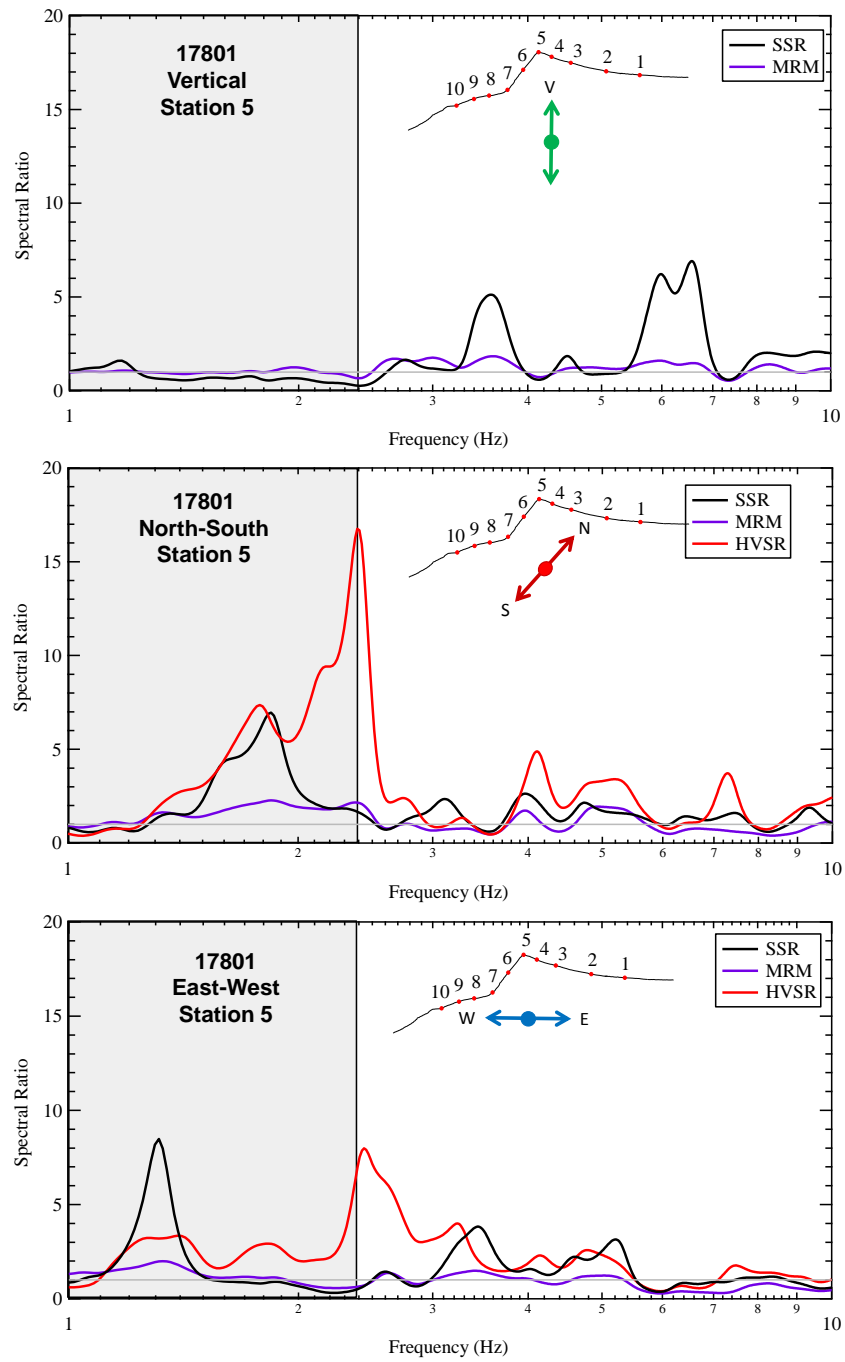 20
15
10
5
0
Spectral Ratio
17801
Vertical
Station 5
10 9 8 7 6 5 4 3 2 1
V
SSR
MRM
1 2 3 4 5 6 7 8 9 10
Frequency (Hz)
20
15
10
5
0
Spectral Ratio
17801
North-South
Station 5
10 9 8 7 6 5 4 3 2 1
N
S
SSR
MRM
HVSR
1 2 3 4 5 6 7 8 9 10
Frequency (Hz)
20
15
10
5
0
Spectral Ratio
17801
East-West
Station 5
10 9 8 7 6 5 4 3 2 1
W E
SSR
MRM
HVSR
1 2 3 4 5 6 7 8 9 10
Frequency (Hz)